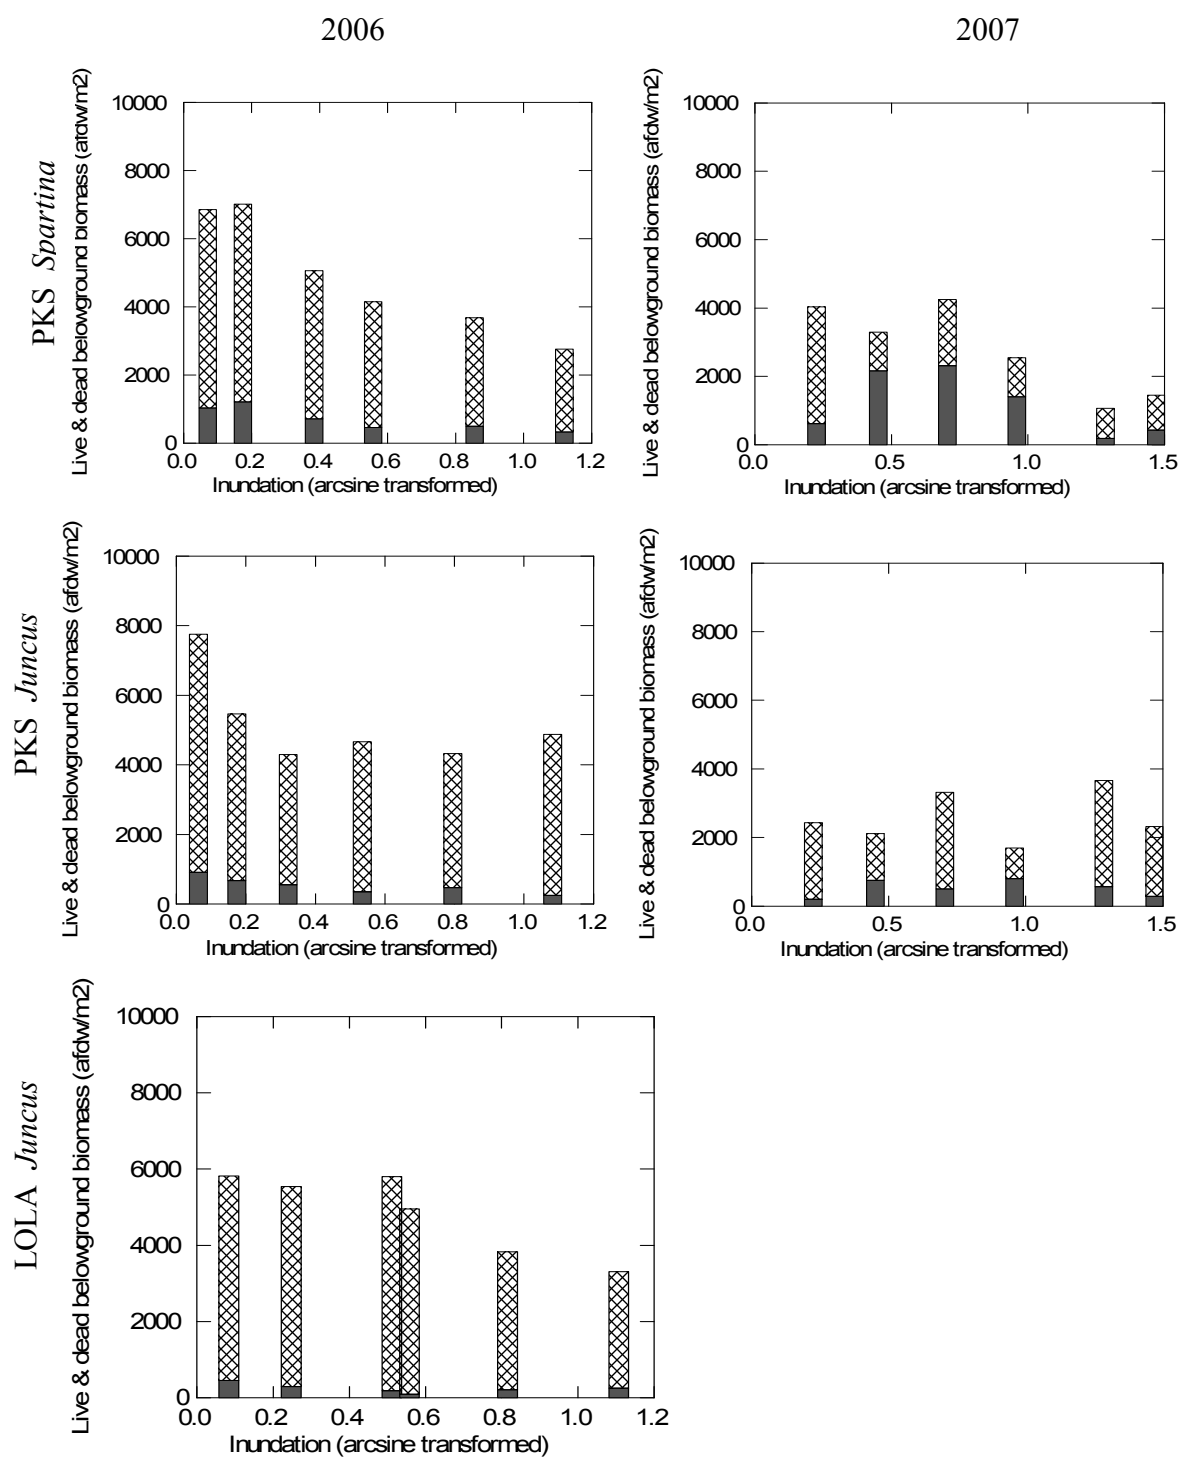 2006
2007
PKS Spartina
Live & dead belowground biomass (afdw/m2)
10000
8000
6000
4000
2000
0
0.0 0.2 0.4 0.6 0.8 1.0 1.2
Inundation (arcsine transformed)
Live & dead belowground biomass (afdw/m2)
10000
8000
6000
4000
2000
0
0.0 0.5 1.0 1.5
Inundation (arcsine transformed)
PKS Juncus
Live & dead belowground biomass (afdw/m2)
10000
8000
6000
4000
2000
0
0.0 0.2 0.4 0.6 0.8 1.0 1.2
Inundation (arcsine transformed)
Live & dead belowground biomass (afdw/m2)
10000
8000
6000
4000
2000
0
0.0 0.5 1.0 1.5
Inundation (arcsine transformed)
LOLA Juncus
Live & dead belowground biomass (afdw/m2)
10000
8000
6000
4000
2000
0
0.0 0.2 0.4 0.6 0.8 1.0 1.2
Inundation (arcsine transformed)